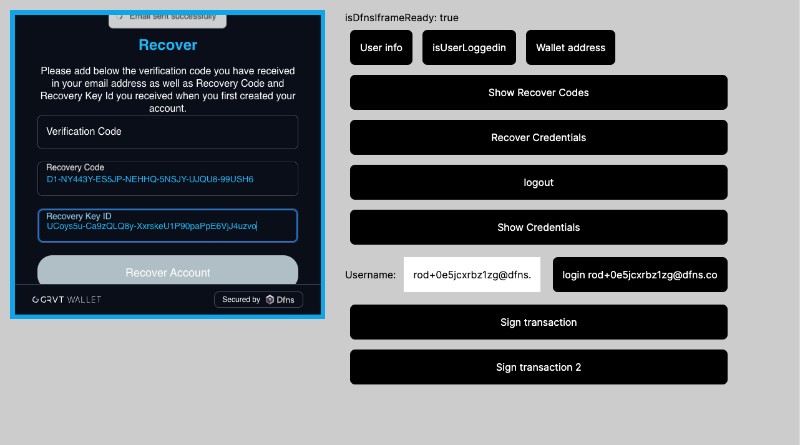 Email sent successfully
Recover
Please add below the verification code you have received
in your email address as well as Recovery Code and
Recovery Key Id you received when you first created your
account.
Verification Code
Recovery Code
D1-NY443Y-ES5JP-NEHHQ-5NSJY-UJQU8-99USH6
Recovery Key ID
UCoys5u-Ca9zQLQ8y-XxrskeU1P90paPpE6VjJ4uzvo
Recover Account
GRVT WALLET
Secured by Dfns
isDfnsIframeReady: true
User info
isUserLoggedin
Wallet address
Show Recover Codes
Recover Credentials
logout
Show Credentials
Username: rod+0e5jcxrbz1zg@dfns. login rod+0e5jcxrbz1zg@dfns.co
Sign transaction
Sign transaction 2